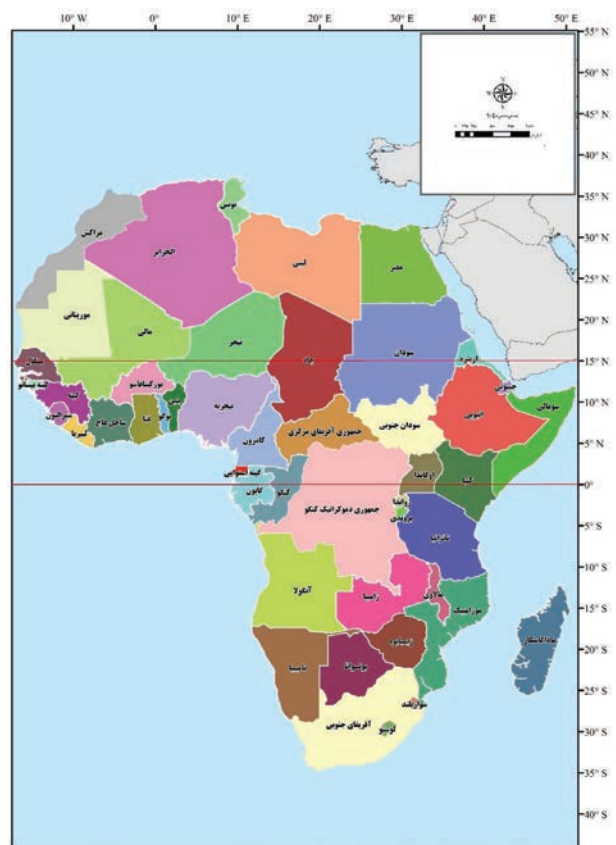 10° W
0°
10° E
20° E
30° E
40° E
50° E
55° N
50° N
45° N
40° N
35° N
30° N
25° N
20° N
15° N
10° N
5° N
0°
5° S
10° S
15° S
20° S
25° S
30° S
35° S
40° S
تونس
مراکش
الجزایر
لیبی
مصر
موریتانی
مالی
نیجر
چاد
سودان
اریتره
سنگال
گینه بیسائو
گینه
سیرالئون
لیبریا
ساحل عاج
بورکینافاسو
غنا
توگو
بنین
نیجریه
کامرون
جمهوری آفریقای مرکزی
سودان جنوبی
اتیوپی
جیبوتی
سومالی
گینه استوایی
گابون
کنگو
جمهوری دموکراتیک کنگو
اوگاندا
کنیا
رواندا
بروندی
تانزانیا
آنگولا
زامبیا
مالاوی
موزامبیک
ماداگاسکار
زیمبابوه
نامیبیا
بوتسوانا
سوازیلند
آفریقای جنوبی
لوسوتو